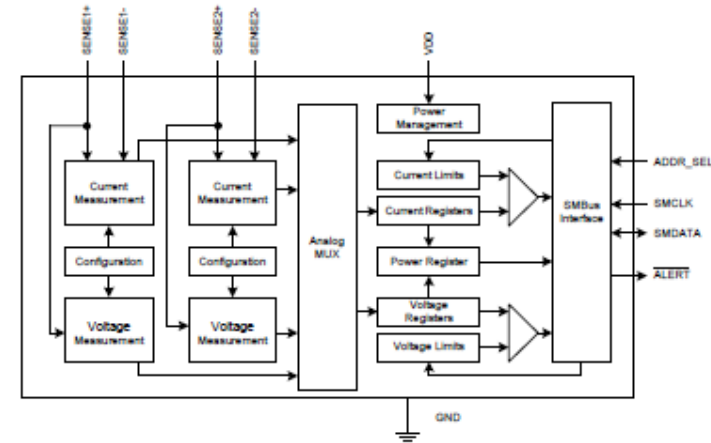 SENSE1+
SENSE1-
SENSE2+
SENSE2-
VDD
Power
Management
ADDR_SEL
Current
Measurement
Current
Measurement
Current Limits
SMBus
Interface
SMCLK
Current Registers
Analog
MUX
SMDATA
Configuration
Configuration
Power Register
ALERT
Voltage
Registers
Voltage
Measurement
Voltage
Measurement
Voltage Limits
GND